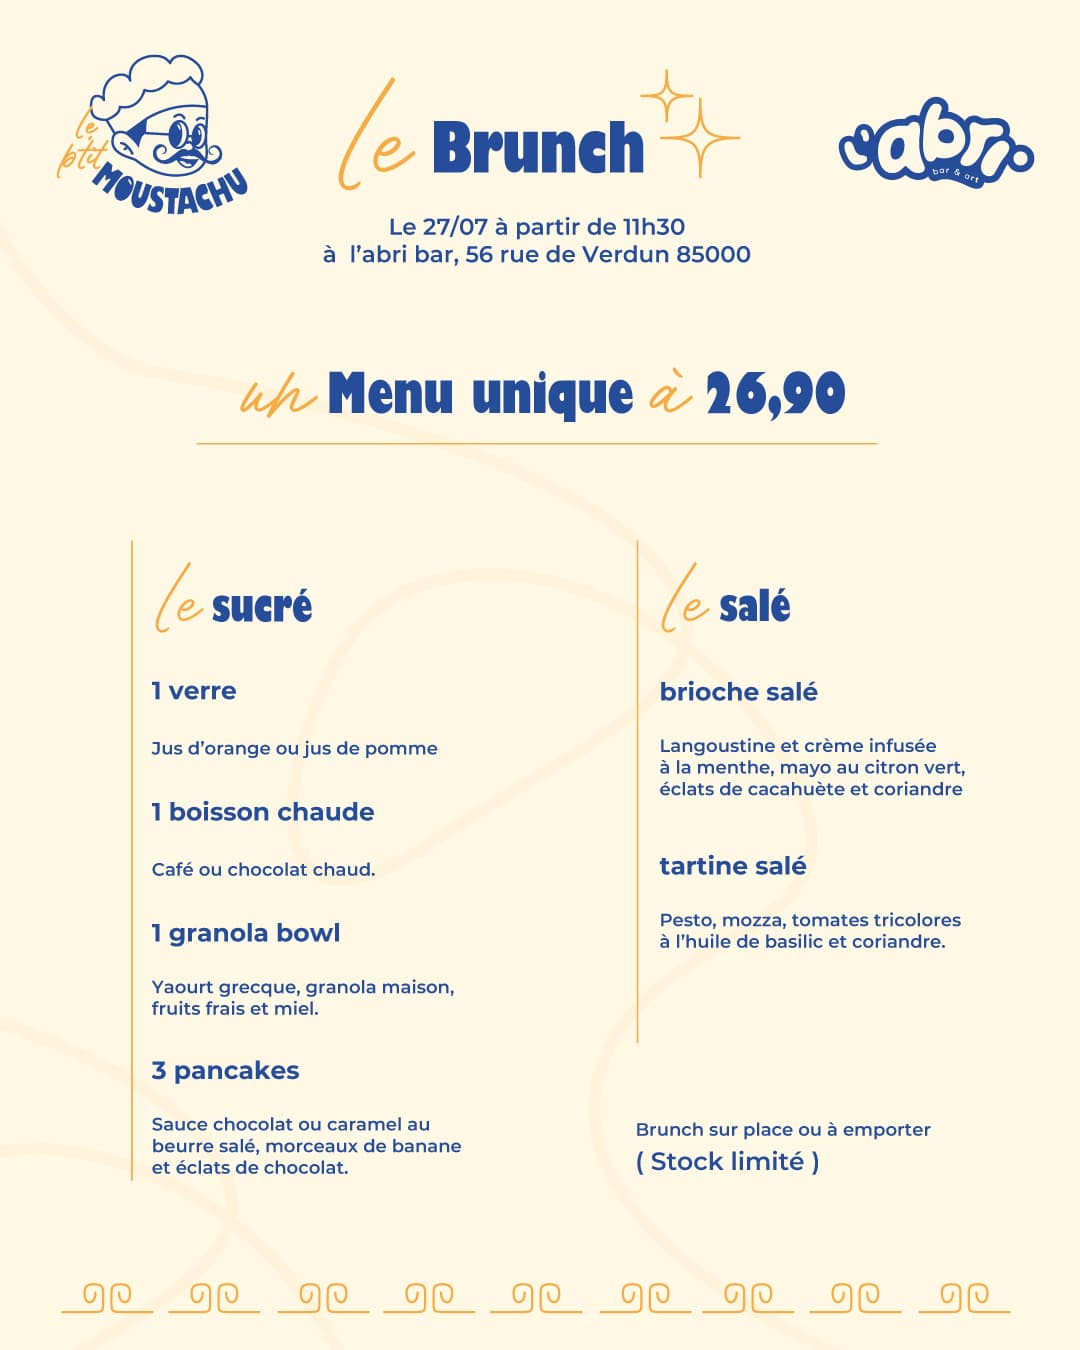 le p'tit
MOUSTACHU
le Brunch
l'abri
bar & art
Le 27/07 à partir de 11h30
à l'abri bar, 56 rue de Verdun 85000
un Menu unique à 26,90
le sucré
1 verre
Jus d'orange ou jus de pomme
1 boisson chaude
Café ou chocolat chaud.
1 granola bowl
Yaourt grecque, granola maison,
fruits frais et miel.
3 pancakes
Sauce chocolat ou caramel au
beurre salé, morceaux de banane
et éclats de chocolat.
le salé
brioche salé
Langoustine et crème infusée
à la menthe, mayo au citron vert,
éclats de cacahuète et coriandre
tartine salé
Pesto, mozza, tomates tricolores
à l'huile de basilic et coriandre.
Brunch sur place ou à emporter
( Stock limité )